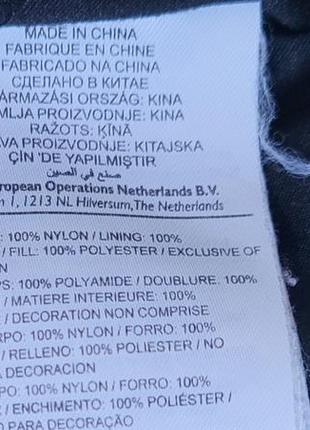 MADE IN CHINA
FABRIQUE EN CHINE
FABRICADO NA CHINA
СДЕЛАНО В КИТАЕ
ÁRMAZÁSI ORSZÁG: KINA
MLJA PROIZVODNJE: KINA
RAŽOTS: ĶĪNĀ
VA PROIZVODNJE: KITAJSKA
ÇİN 'DE YAPILMIŞTIR
صنع في الصين
ropean Operations Netherlands B.V.
1, 1213 NL Hilversum, The Netherlands
: 100% NYLON / LINING: 100%
/ FILL: 100% POLYESTER / EXCLUSIVE OF
N
PS: 100% POLYAMIDE / DOUBLURE: 100%
/ MATIERE INTERIEURE: 100%
/ DECORATION NON COMPRISE
RPO: 100% NYLON / FORRO: 100%
/ RELLENO: 100% POLIESTER / NO
A DECORACION
PO: 100% NYLON / FORRO: 100%
/ ENCHIMENTO: 100% POLIÉSTER /
O PARA DECORAÇÃO